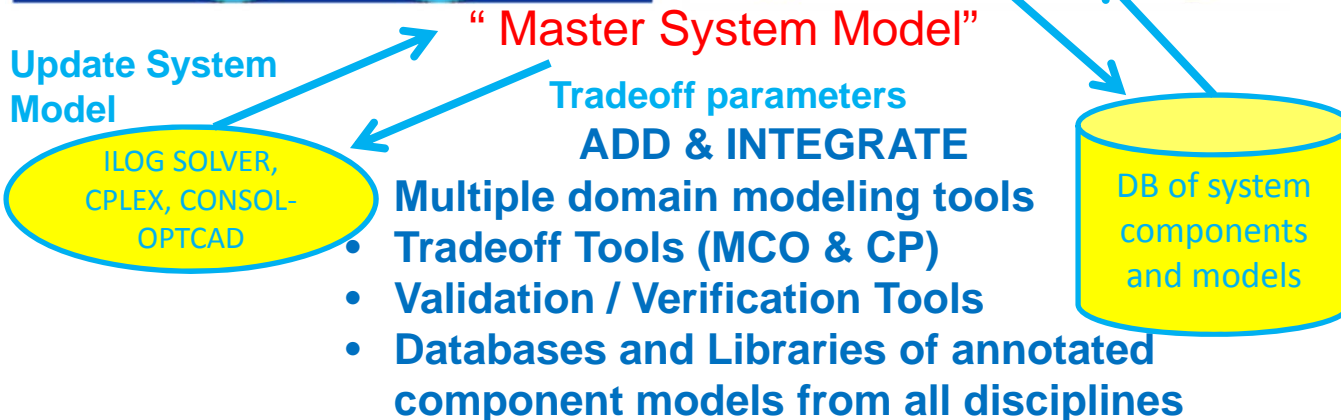 “ Master System Model”
Update System
Model
Tradeoff parameters
ILOG SOLVER,
CPLEX, CONSOL-
OPTCAD
ADD & INTEGRATE
Multiple domain modeling tools
• Tradeoff Tools (MCO & CP)
• Validation / Verification Tools
• Databases and Libraries of annotated
component models from all disciplines
DB of system
components
and models